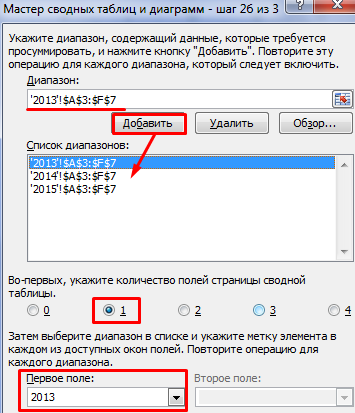 Мастер сводных таблиц и диаграмм - шаг 2б из 3
Укажите диапазон, содержащий данные, которые требуется
просуммировать, и нажмите кнопку "Добавить". Повторите эту
операцию для каждого диапазона, который следует включить.
Диапазон:
'2013'!$A$3:$F$7
Добавить Удалить Обзор...
Список диапазонов:
'2013'!$A$3:$F$7
'2014'!$A$3:$F$7
'2015'!$A$3:$F$7
Во-первых, укажите количество полей страницы сводной
таблицы.
0 1 2 3 4
Затем выберите диапазон в списке и укажите метку элемента в
каждом из доступных окон полей. Повторите операцию для
каждого диапазона.
Первое поле: Второе поле:
2013